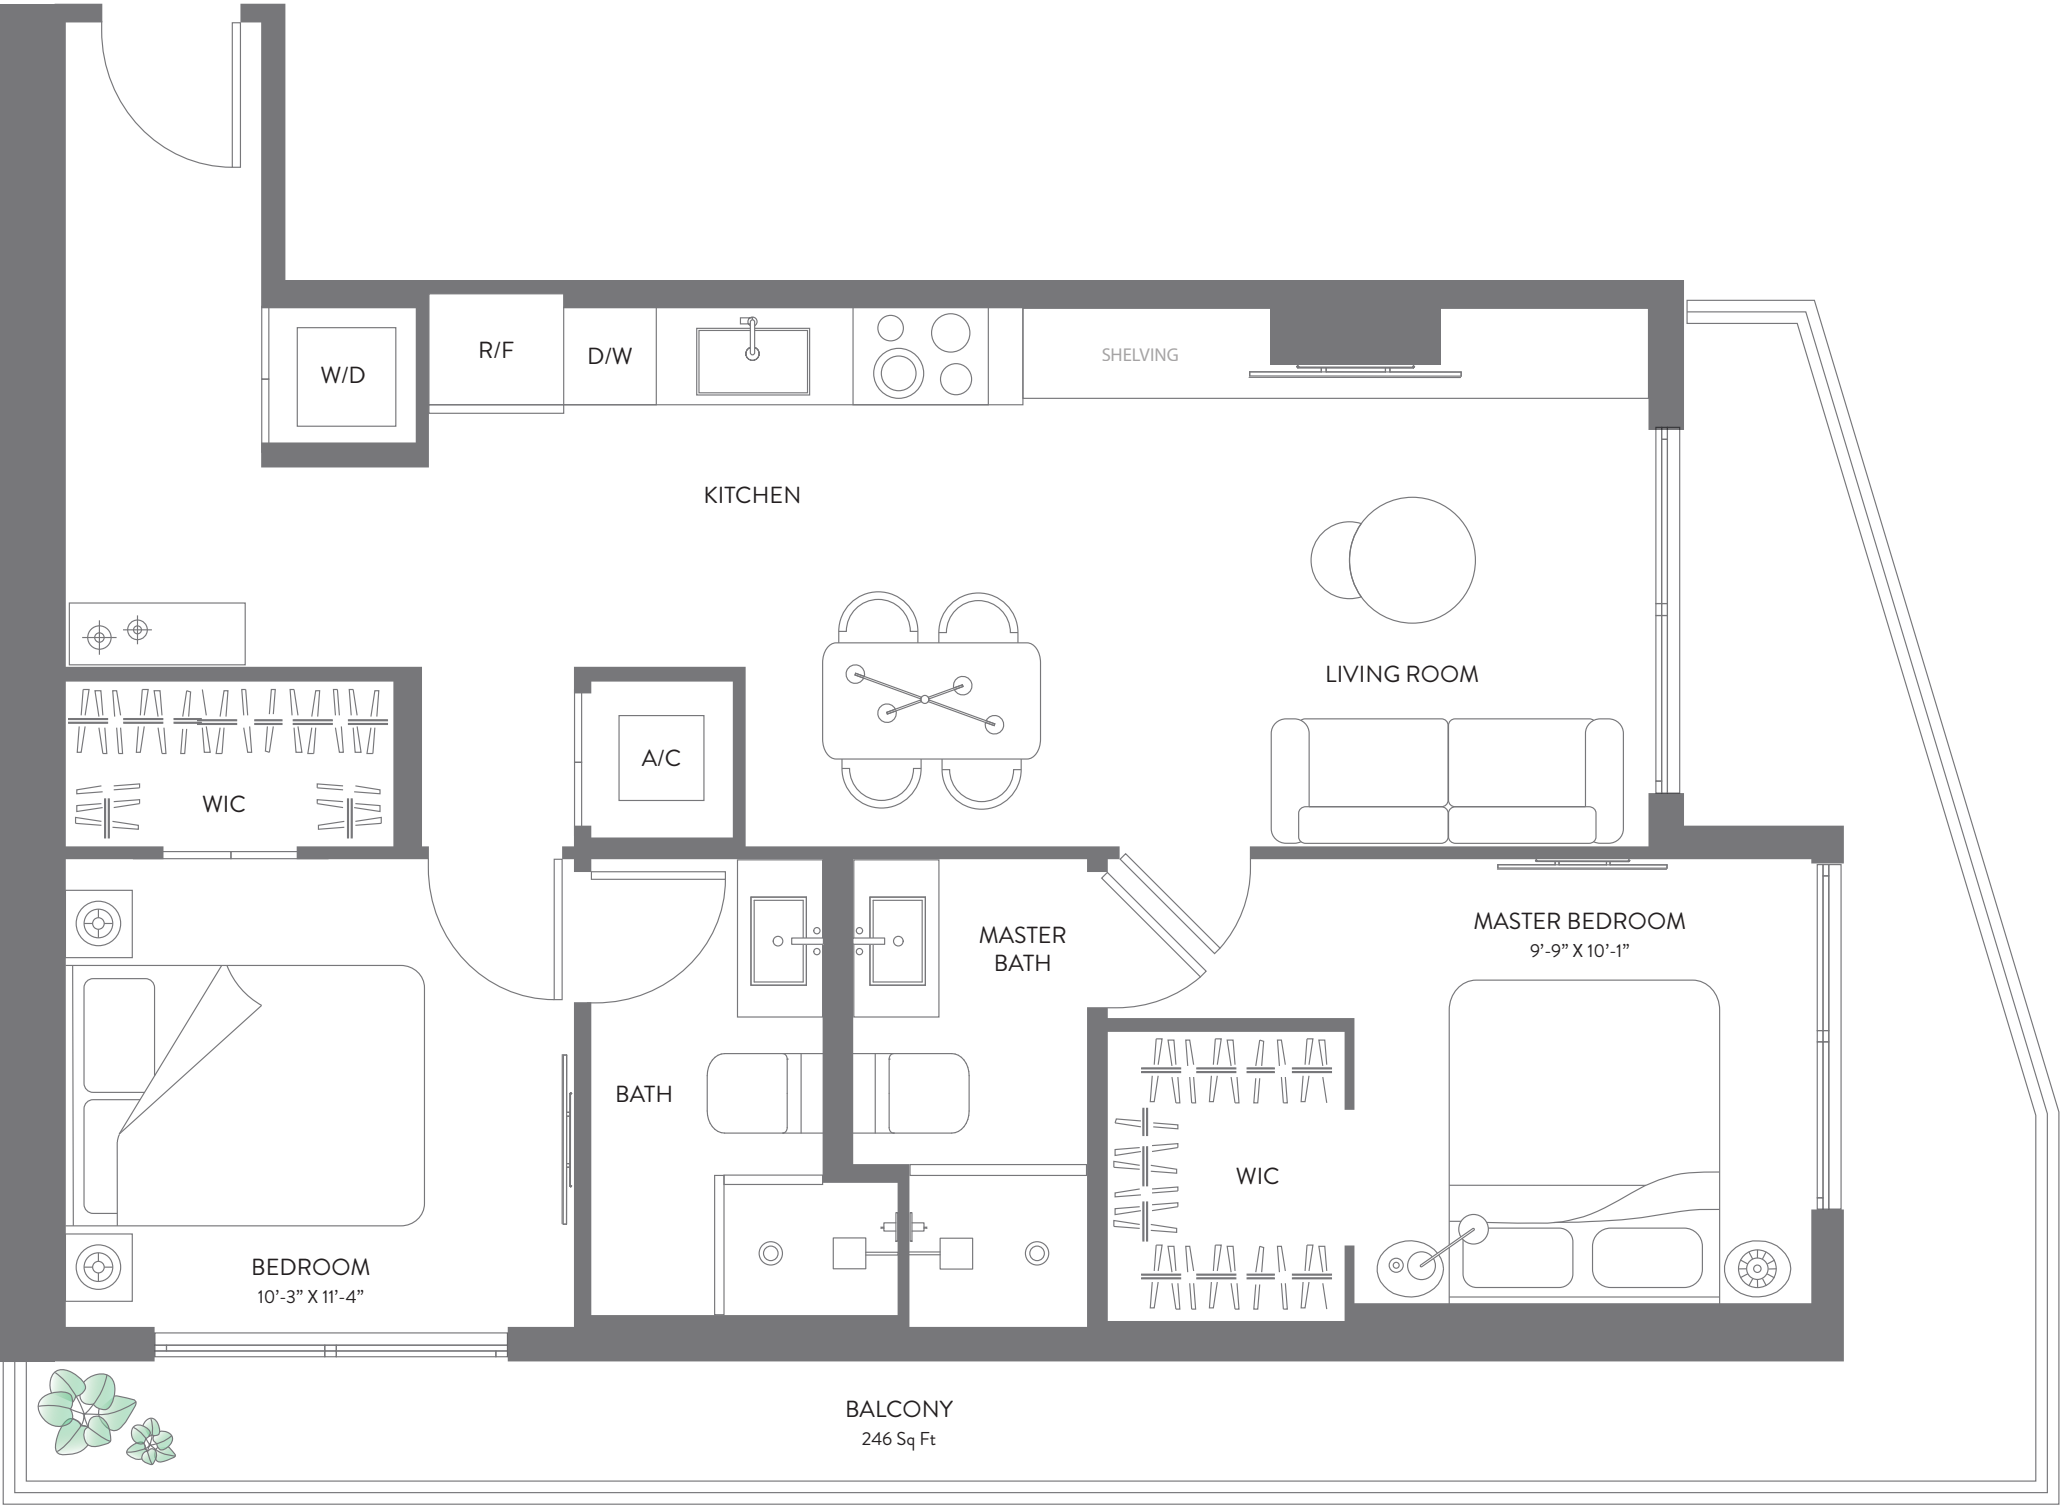 R/F
D/W
SHELVING
W/D
KITCHEN
LIVING ROOM
A/C
WIC
MASTER BEDROOM
9’-9” X 10’-1”
MASTER
BATH
BATH
WIC
BEDROOM
10’-3” X 11’-4”
BALCONY
246 Sq Ft